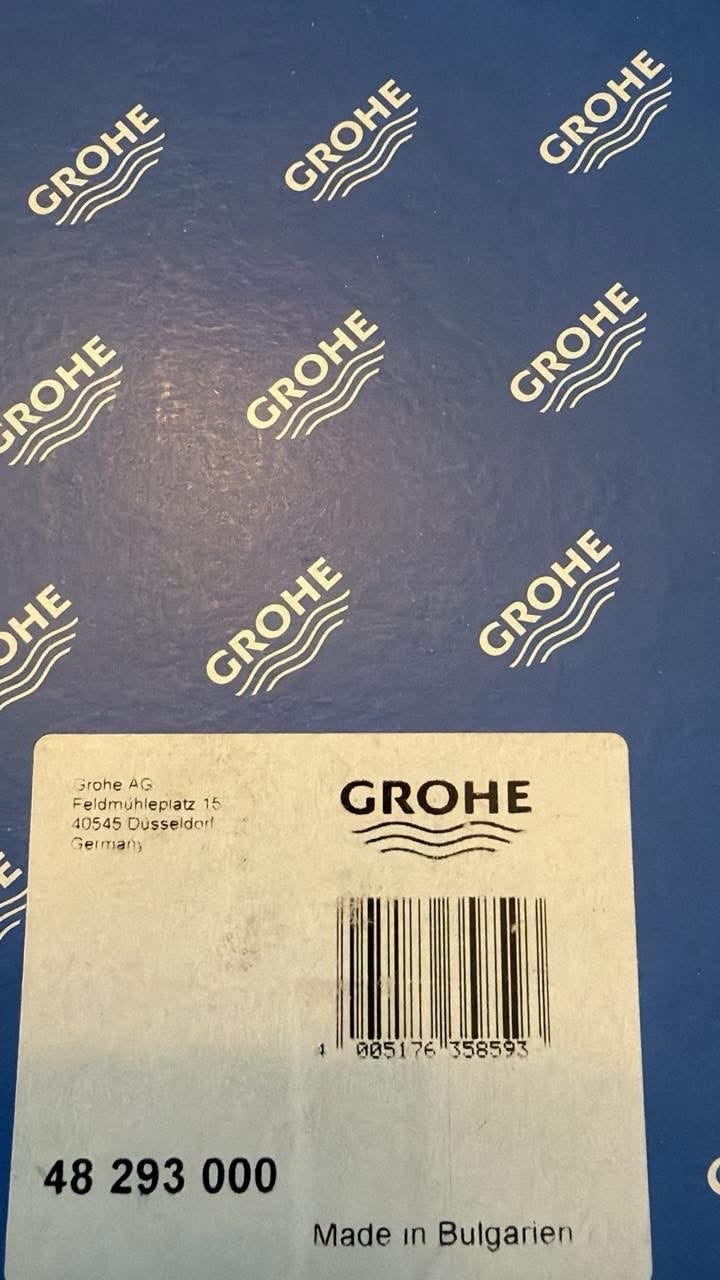 GROHE
GROHE
GROHE
GROHE
GROHE
GROHE
GROHE
GROHE
Grohe AG
Feldmühleplatz 15
40545 Düsseldorf
Germany
GROHE
4 005176 358593
48 293 000
Made in Bulgarien